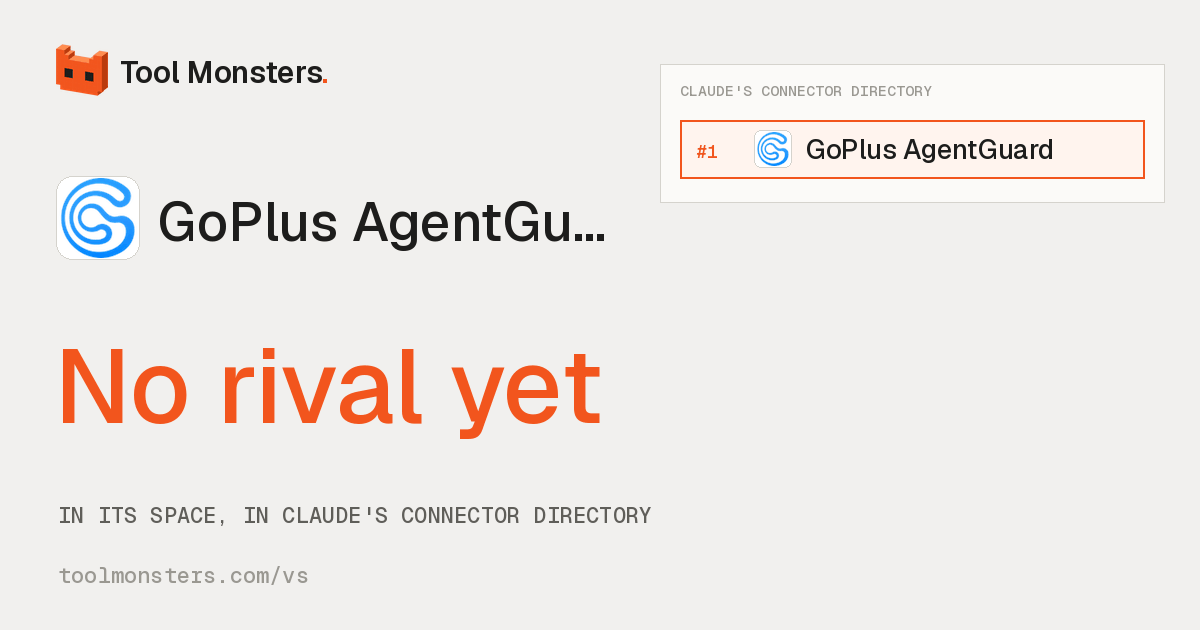 Tool Monsters.
CLAUDE'S CONNECTOR DIRECTORY
#1 GoPlus AgentGuard
GoPlus AgentGu...
No rival yet
IN ITS SPACE, IN CLAUDE'S CONNECTOR DIRECTORY
toolmonsters.com/vs